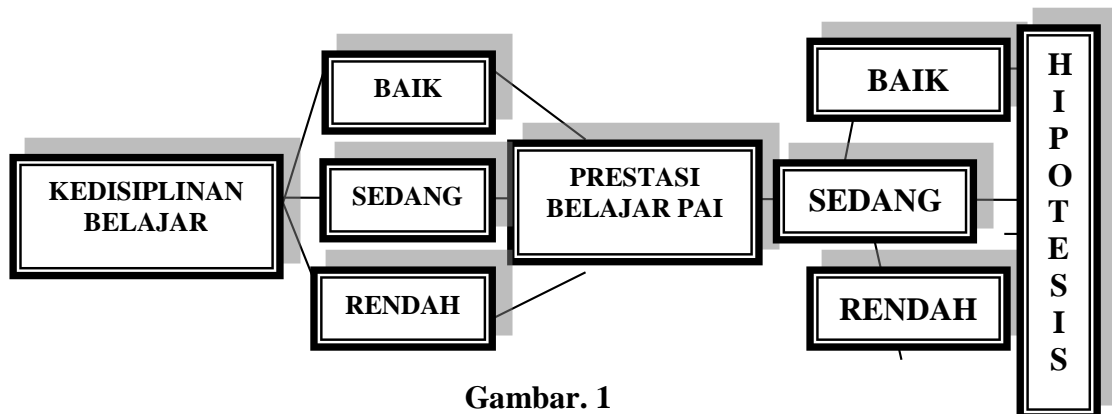 KEDISIPLINAN
BELAJAR
BAIK
SEDANG
RENDAH
PRESTASI
BELAJAR PAI
BAIK
SEDANG
RENDAH
H
I
P
O
T
E
S
I
S
Gambar. 1